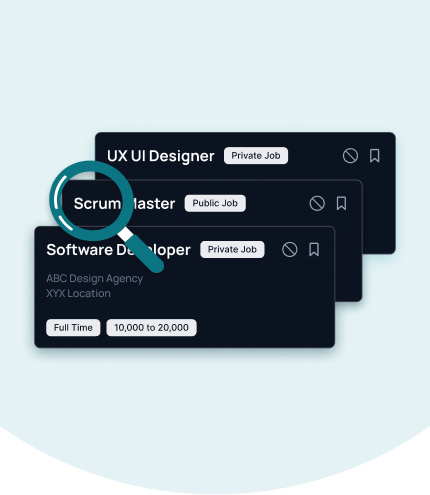 UX UI Designer Private Job
Scrum Master Public Job
Software Developer Private Job
ABC Design Agency
XYX Location
Full Time 10,000 to 20,000